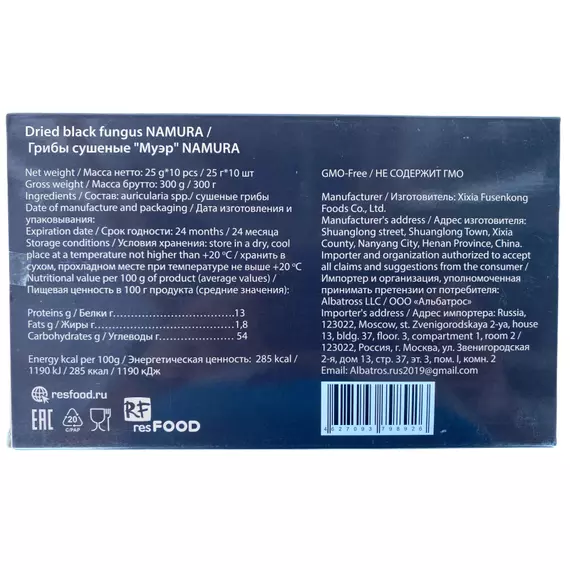 Dried black fungus NAMURA /
Грибы сушеные "Муэр" NAMURA
Net weight / Масса нетто: 25 g*10 pcs / 25 г*10 шт
Gross weight / Масса брутто: 300 g / 300 г
Ingredients / Состав: auricularia spp./ сушеные грибы
Date of manufacture and packaging / Дата изготовления и
упаковывания:
Expiration date / Срок годности: 24 months / 24 месяца
Storage conditions / Условия хранения: store in a dry, cool
place at a temperature not higher than +20 °C / хранить в
сухом, прохладном месте при температуре не выше +20 °C
Nutritional value per 100 g of product (average values) /
Пищевая ценность в 100 г продукта (средние значения):
Proteins g / Белки г 13
Fats g / Жиры г 1,8
Carbohydrates g / Углеводы г 54
Energy kcal per 100g / Энергетическая ценность: 285 kcal /
1190 kJ / 285 ккал / 1190 кДж
resfood.ru
EAC
20
C/PAP
RF
resFOOD
GMO-Free / НЕ СОДЕРЖИТ ГМО
Manufacturer / Изготовитель: Xixia Fusenkong
Foods Co., Ltd.
Manufacturer's address / Адрес изготовителя:
Shuanglong street, Shuanglong Town, Xixia
County, Nanyang City, Henan Province, China.
Importer and organization authorized to accept
all claims and suggestions from the consumer /
Импортер и организация, уполномоченная
принимать претензии от потребителя:
Albatross LLC / ООО «Альбатрос»
Importer's address / Адрес импортера: Russia,
123022, Moscow, st. Zvenigorodskaya 2-ya, house
13, bldg. 37, floor. 3, compartment 1, room 2 /
123022, Россия, г. Москва, ул. Звенигородская
2-я, дом 13, стр. 37, эт. 3, пом. I, комн. 2
Email: Albatros.rus2019@gmail.com